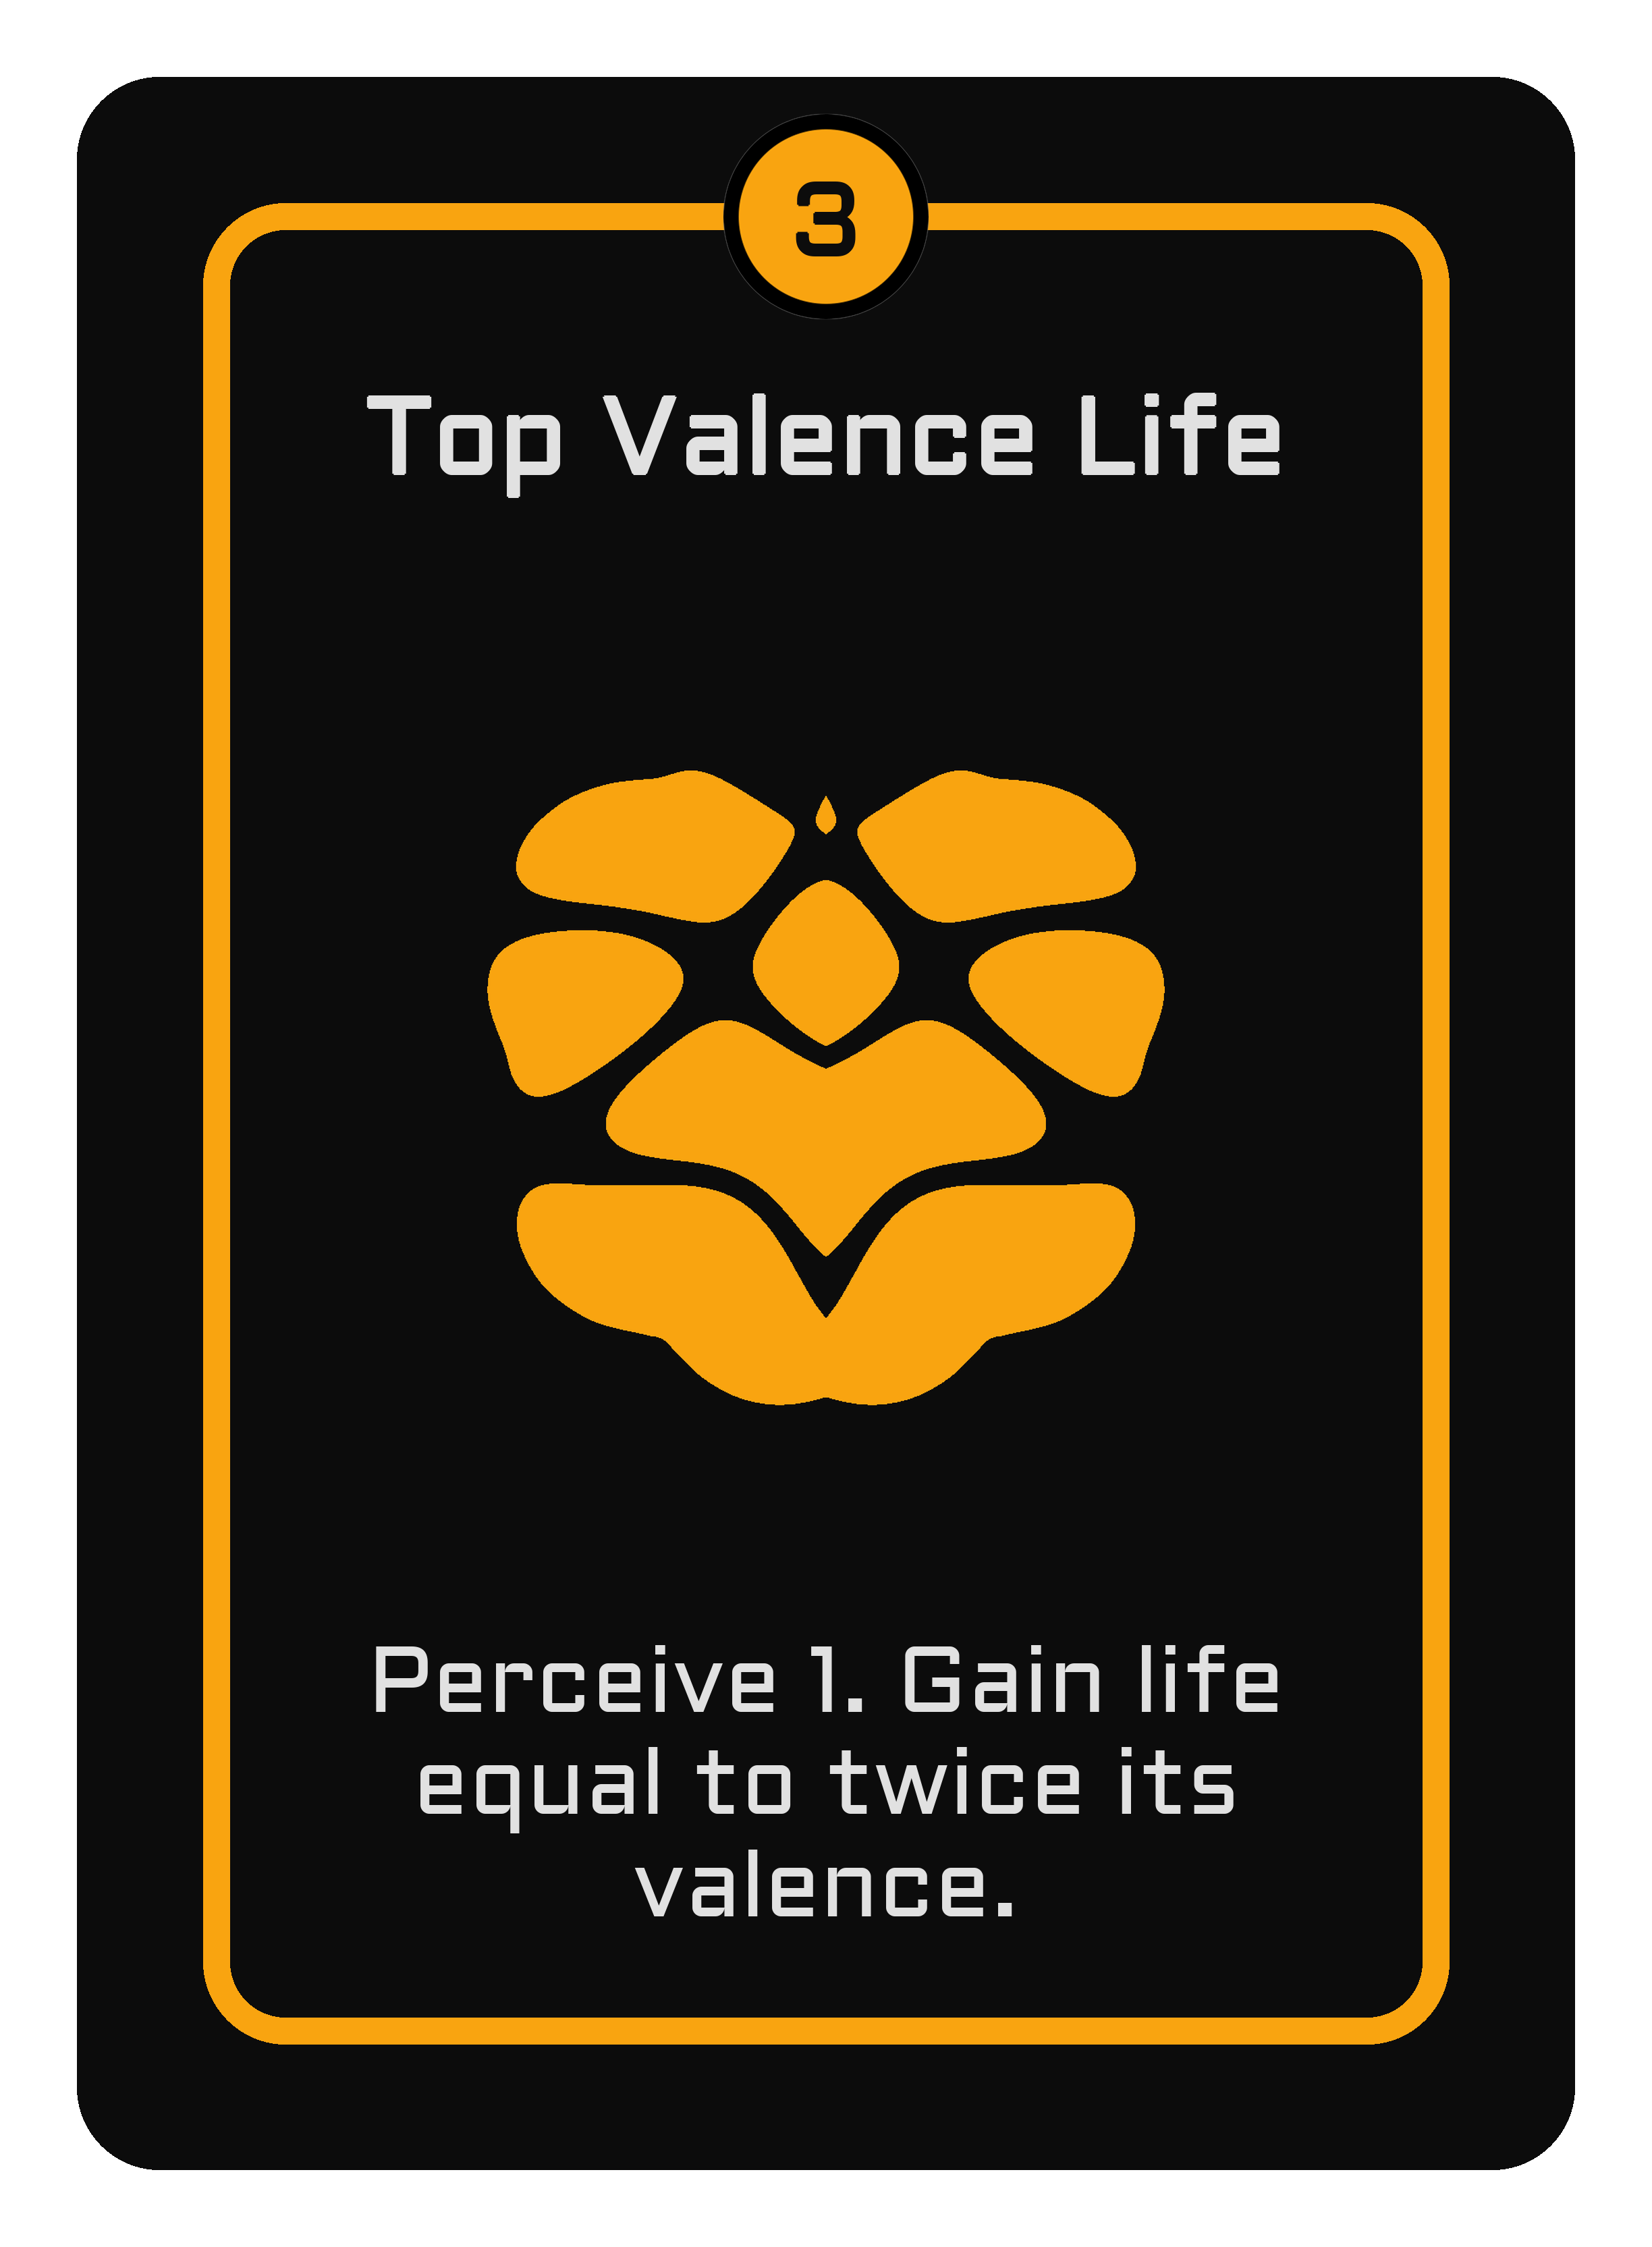 3
Top Valence Life
Perceive 1. Gain life
equal to twice its
valence.